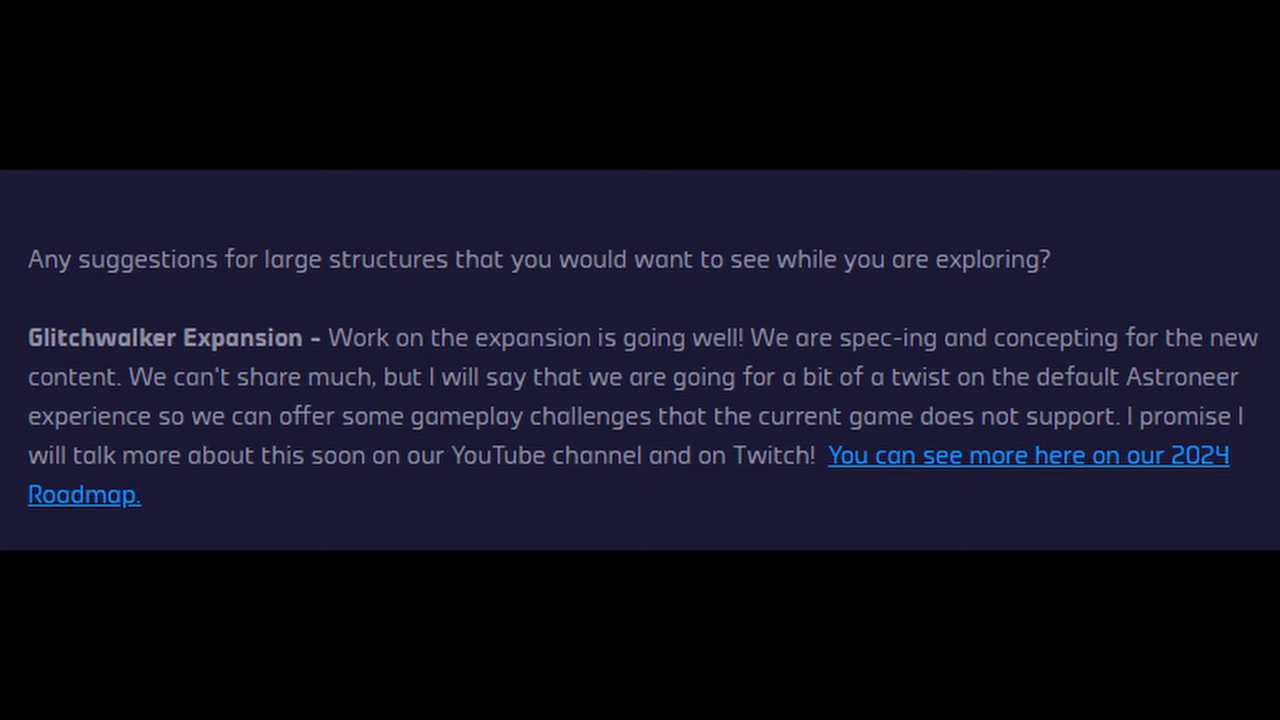 Any suggestions for large structures that you would want to see while you are exploring?
Glitchwalker Expansion - Work on the expansion is going well! We are spec-ing and concepting for the new
content. We can't share much, but I will say that we are going for a bit of a twist on the default Astroneer
experience so we can offer some gameplay challenges that the current game does not support. I promise I
will talk more about this soon on our YouTube channel and on Twitch! You can see more here on our 2024
Roadmap.